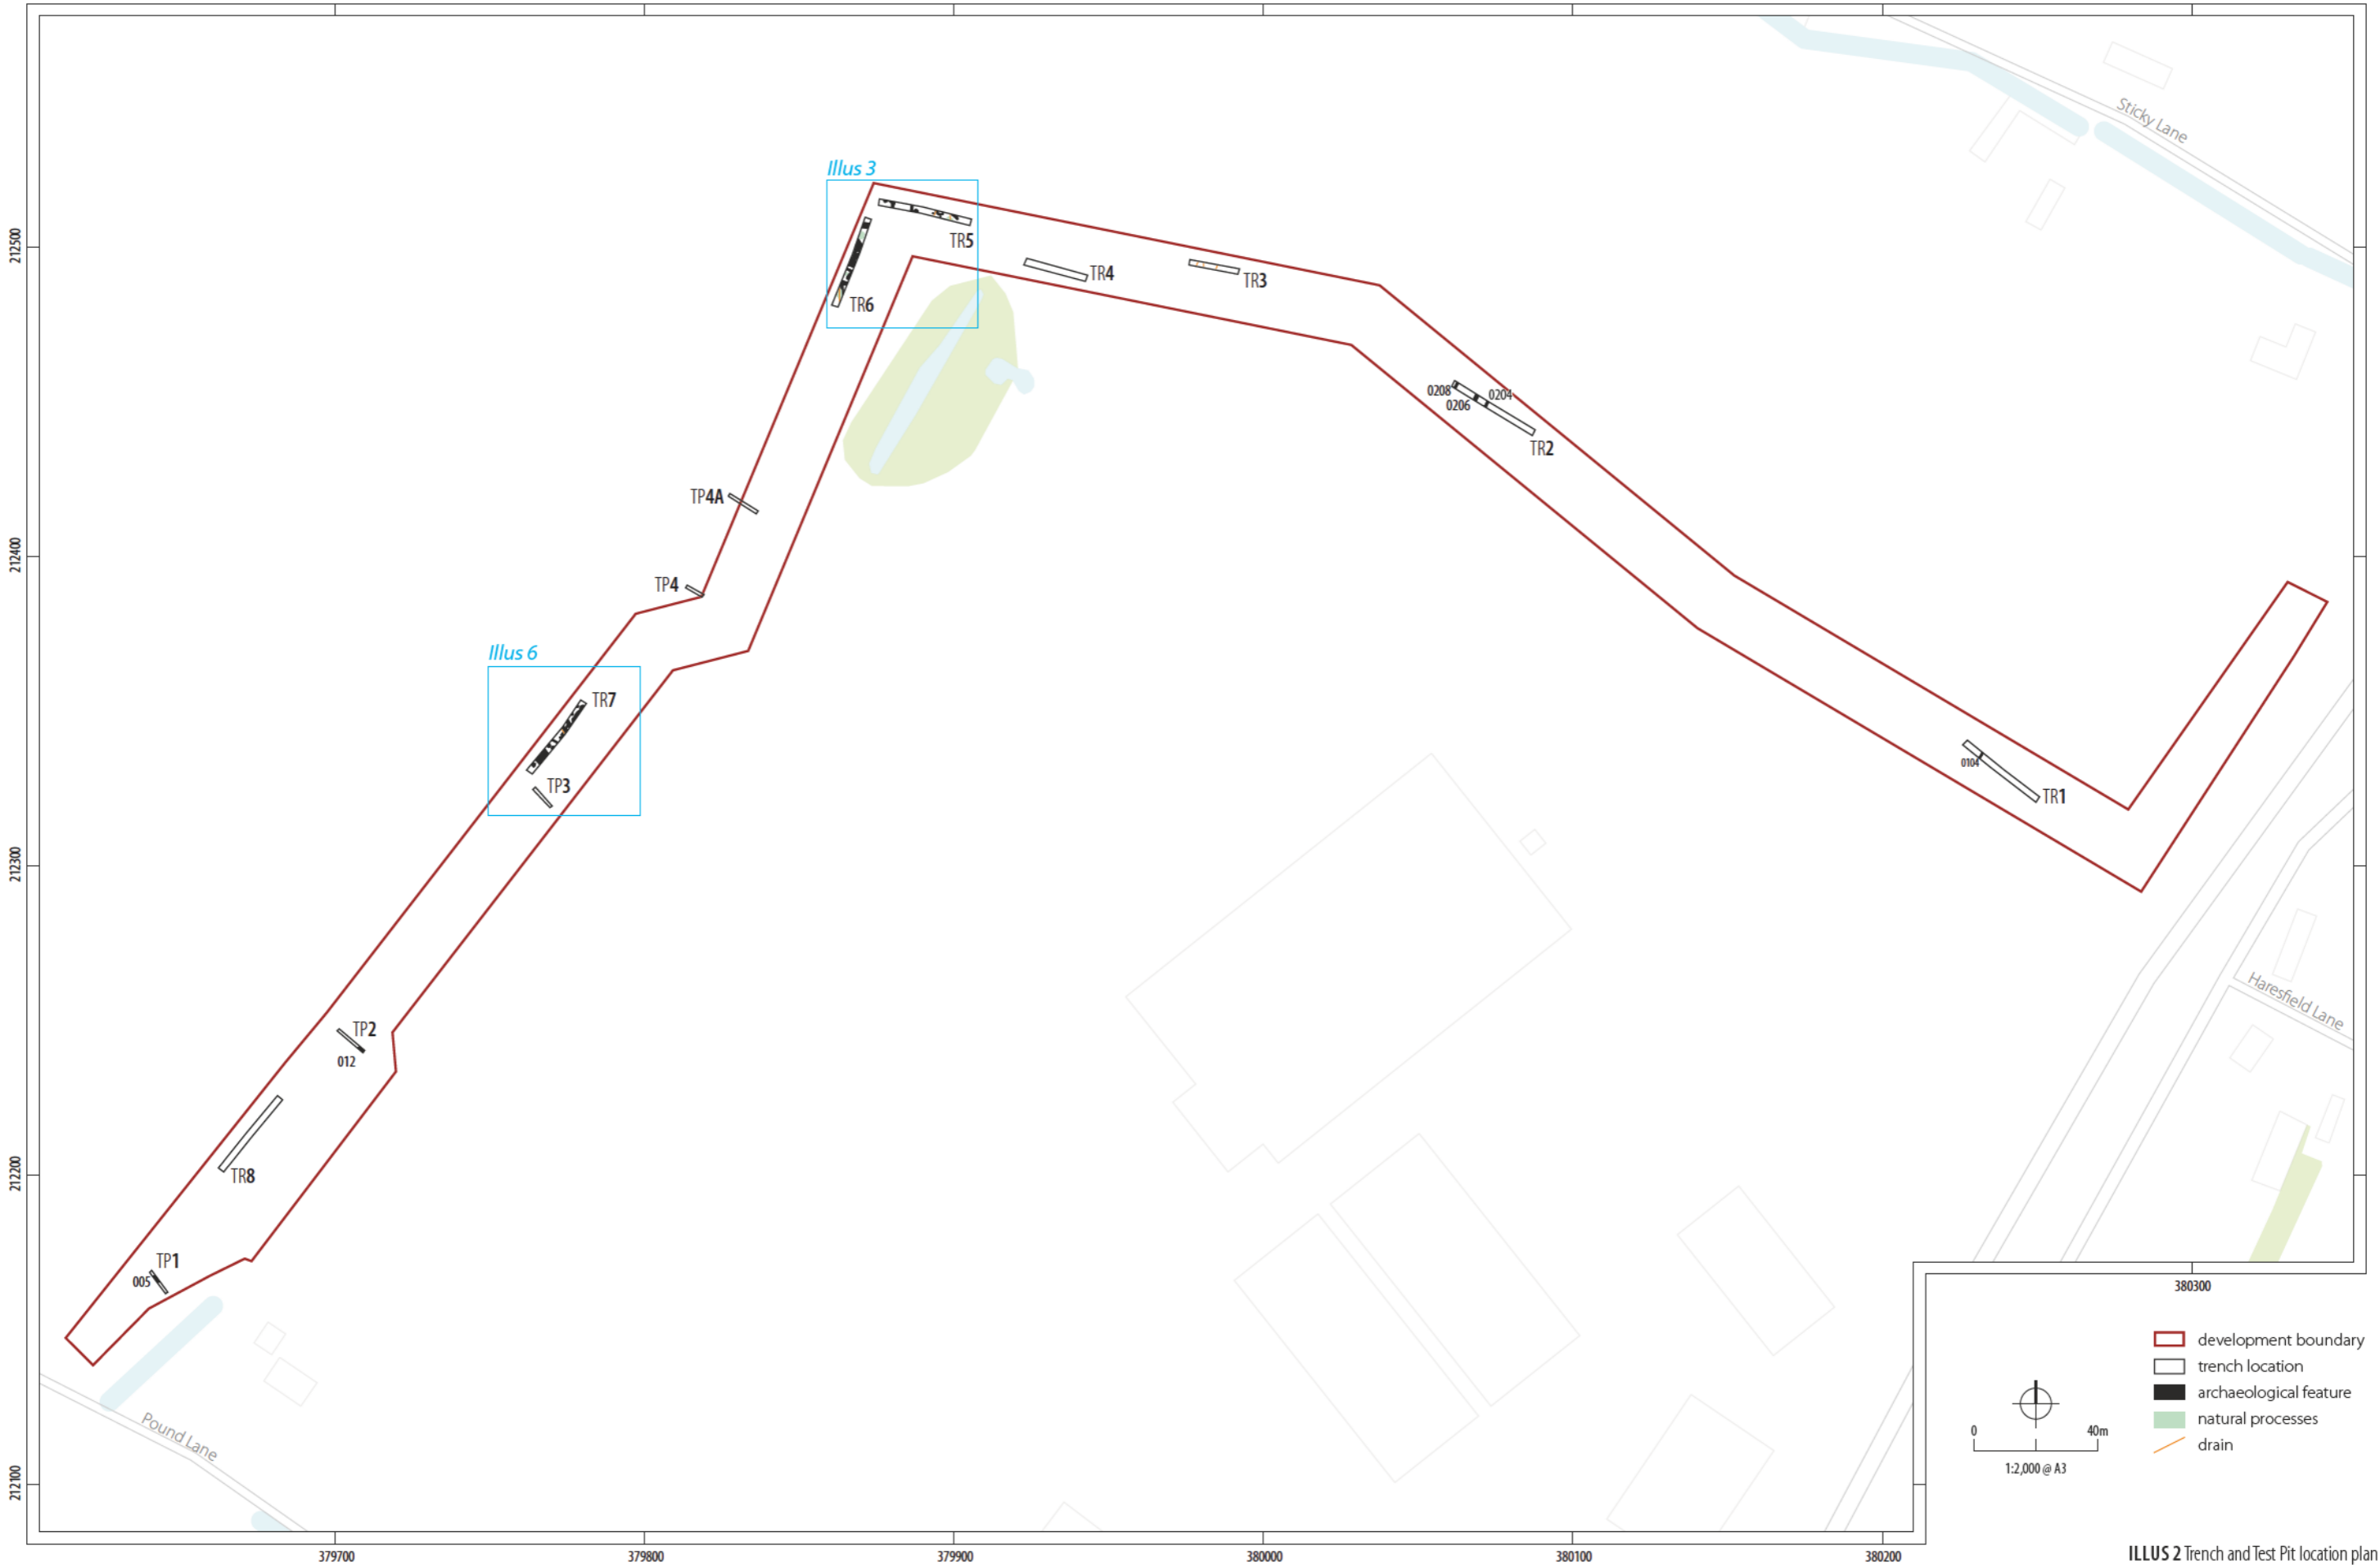 Sticky Lane
Illus 3
212500
TR5
TR4
TR3
TR6
0208
0204
0206
TR2
TP4A
212400
TP4
Illus 6
TR7
TP3
0104
TR1
212300
Haresfield Lane
TP2
012
212200
TR8
TP1
005
380300
development boundary
trench location
archaeological feature
natural processes
drain
0 40m
1:2,000 @ A3
Pound Lane
212100
379700 379800 379900 380000 380100 380200
ILLUS 2 Trench and Test Pit location plan